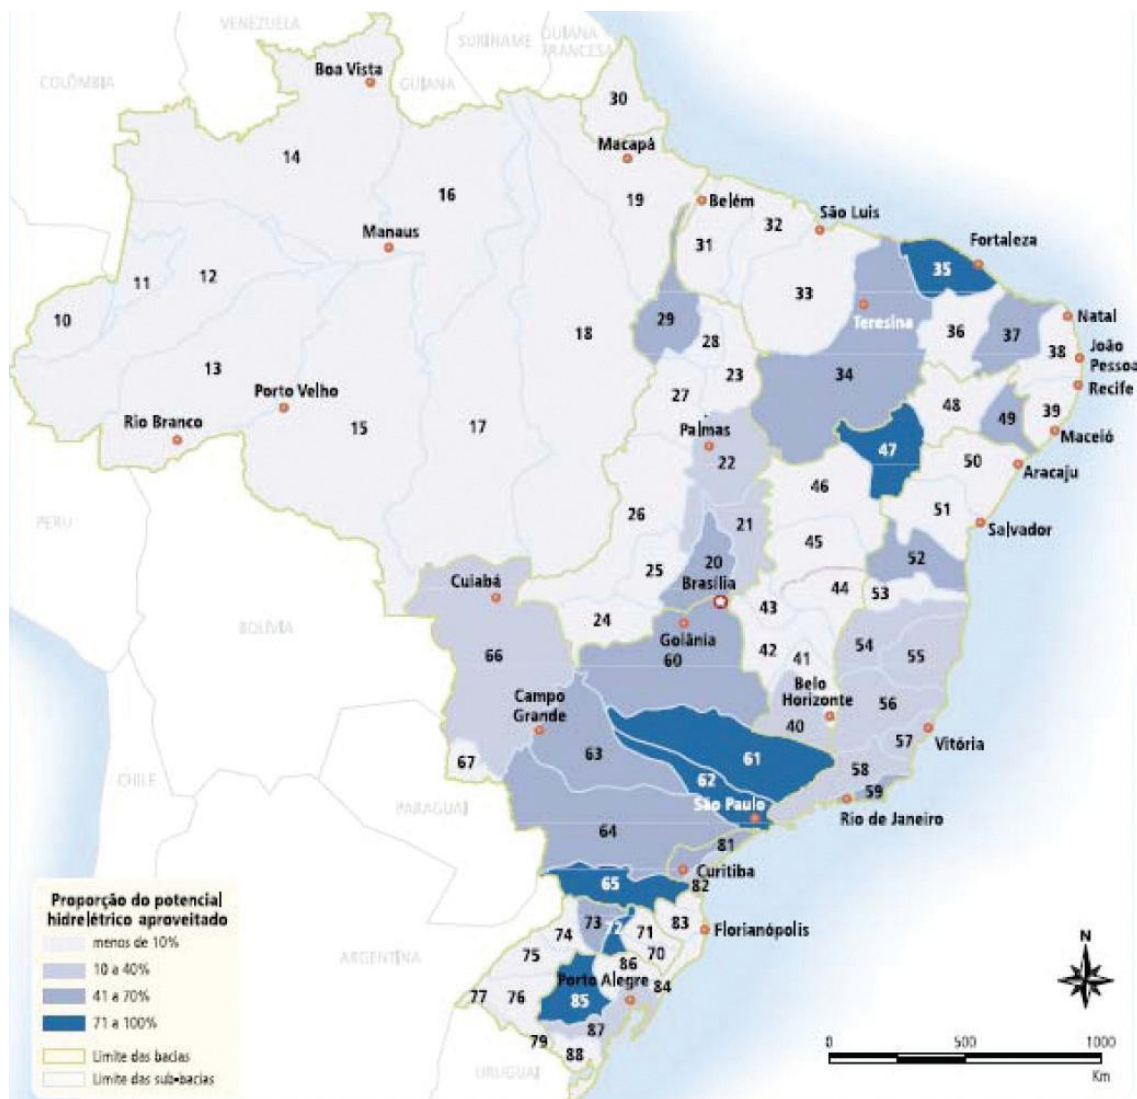 VENEZUELA
SURINAME
GUIANA
FRANCESA
COLÔMBIA
Boa Vista
GUIANA
30
Macapá
14
16
19
Belém
São Luis
32
Manaus
31
Fortaleza
35
11
12
33
10
29
Teresina
36
37
Natal
18
28
38
João
Pessoa
13
23
34
Recife
Porto Velho
27
48
49
39
Rio Branco
15
17
Palmas
Maceió
22
47
50
Aracaju
46
26
21
51
PERU
Salvador
45
20
52
25
Cuiabá
Brasília
44
53
43
24
BOLÍVIA
Goiânia
54
66
60
42
41
55
Campo
Grande
Belo
Horizonte
56
40
57
Vitória
63
61
67
58
62
59
CHILE
São Paulo
PARAGUAI
Rio de Janeiro
64
81
Curitiba
65
82
Proporção do potencial
hidrelétrico aproveitado
menos de 10%
10 a 40%
41 a 70%
71 a 100%
Limite das bacias
Limite das sub-bacias
73
72
83
74
71
Florianópolis
75
70
ARGENTINA
86
Porto Alegre
84
77
76
85
87
79
88
URUGUAI
N
0
500
1000
Km